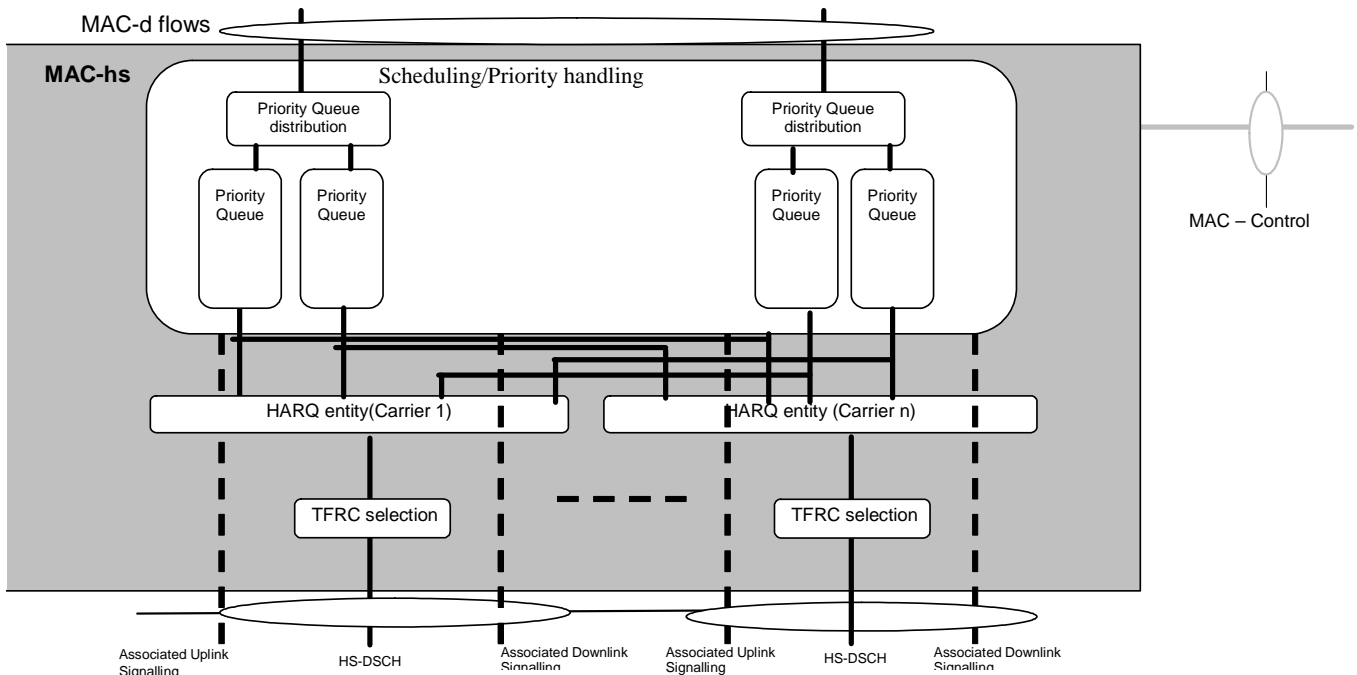 MAC-d flows
MAC-hs
Scheduling/Priority handling
Priority Queue
distribution
Priority Queue
distribution
Priority
Queue
Priority
Queue
Priority
Queue
Priority
Queue
MAC – Control
HARQ entity(Carrier 1)
HARQ entity (Carrier n)
TFRC selection
TFRC selection
Associated Uplink
Signalling
HS-DSCH
Associated Downlink
Signalling
Associated Uplink
Signalling
HS-DSCH
Associated Downlink
Signalling